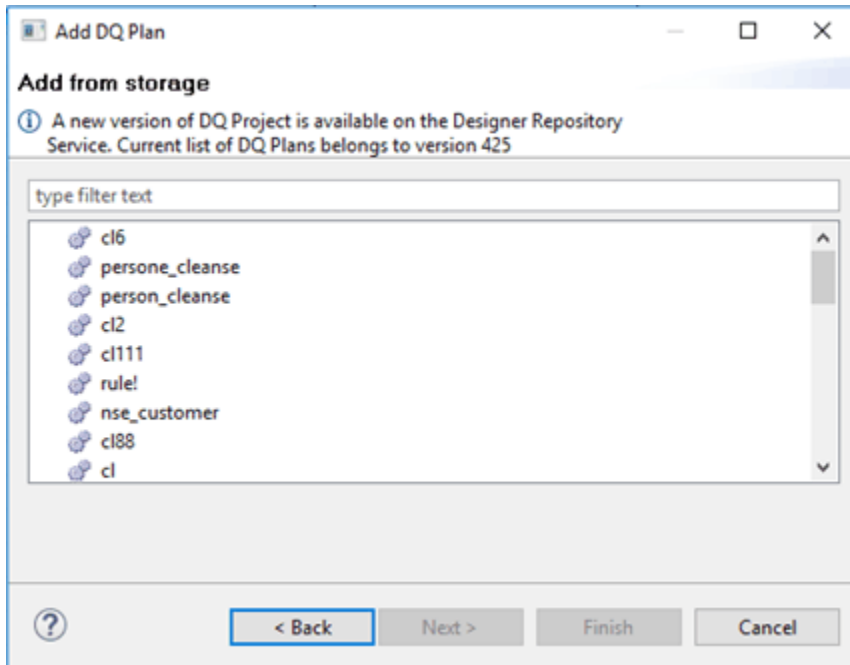 Add DQ Plan
Add from storage
A new version of DQ Project is available on the Designer Repository
Service. Current list of DQ Plans belongs to version 425
type filter text
cl6
persone_cleanse
person_cleanse
cl2
cl111
rule!
nse_customer
cl88
cl
?
< Back
Next >
Finish
Cancel